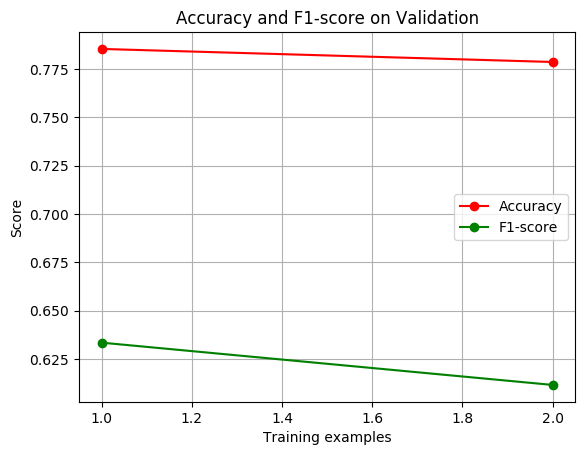 Accuracy and F1-score on Validation
0.775
0.750
0.725
0.700
0.675
0.650
0.625
Score
Accuracy
F1-score
1.0 1.2 1.4 1.6 1.8 2.0
Training examples